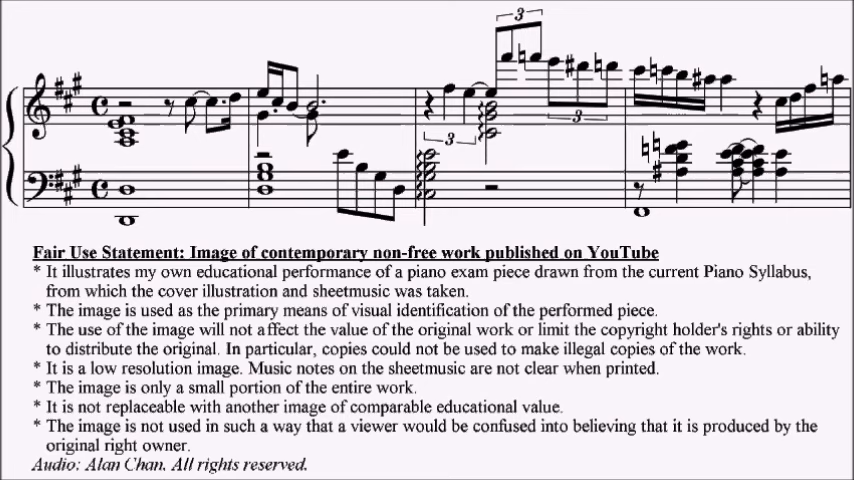 3
3
3
Fair Use Statement: Image of contemporary non-free work published on YouTube
* It illustrates my own educational performance of a piano exam piece drawn from the current Piano Syllabus,
from which the cover illustration and sheetmusic was taken.
* The image is used as the primary means of visual identification of the performed piece.
* The use of the image will not affect the value of the original work or limit the copyright holder's rights or ability
to distribute the original. In particular, copies could not be used to make illegal copies of the work.
* It is a low resolution image. Music notes on the sheetmusic are not clear when printed.
* The image is only a small portion of the entire work.
* It is not replaceable with another image of comparable educational value.
* The image is not used in such a way that a viewer would be confused into believing that it is produced by the
original right owner.
Audio: Alan Chan. All rights reserved.